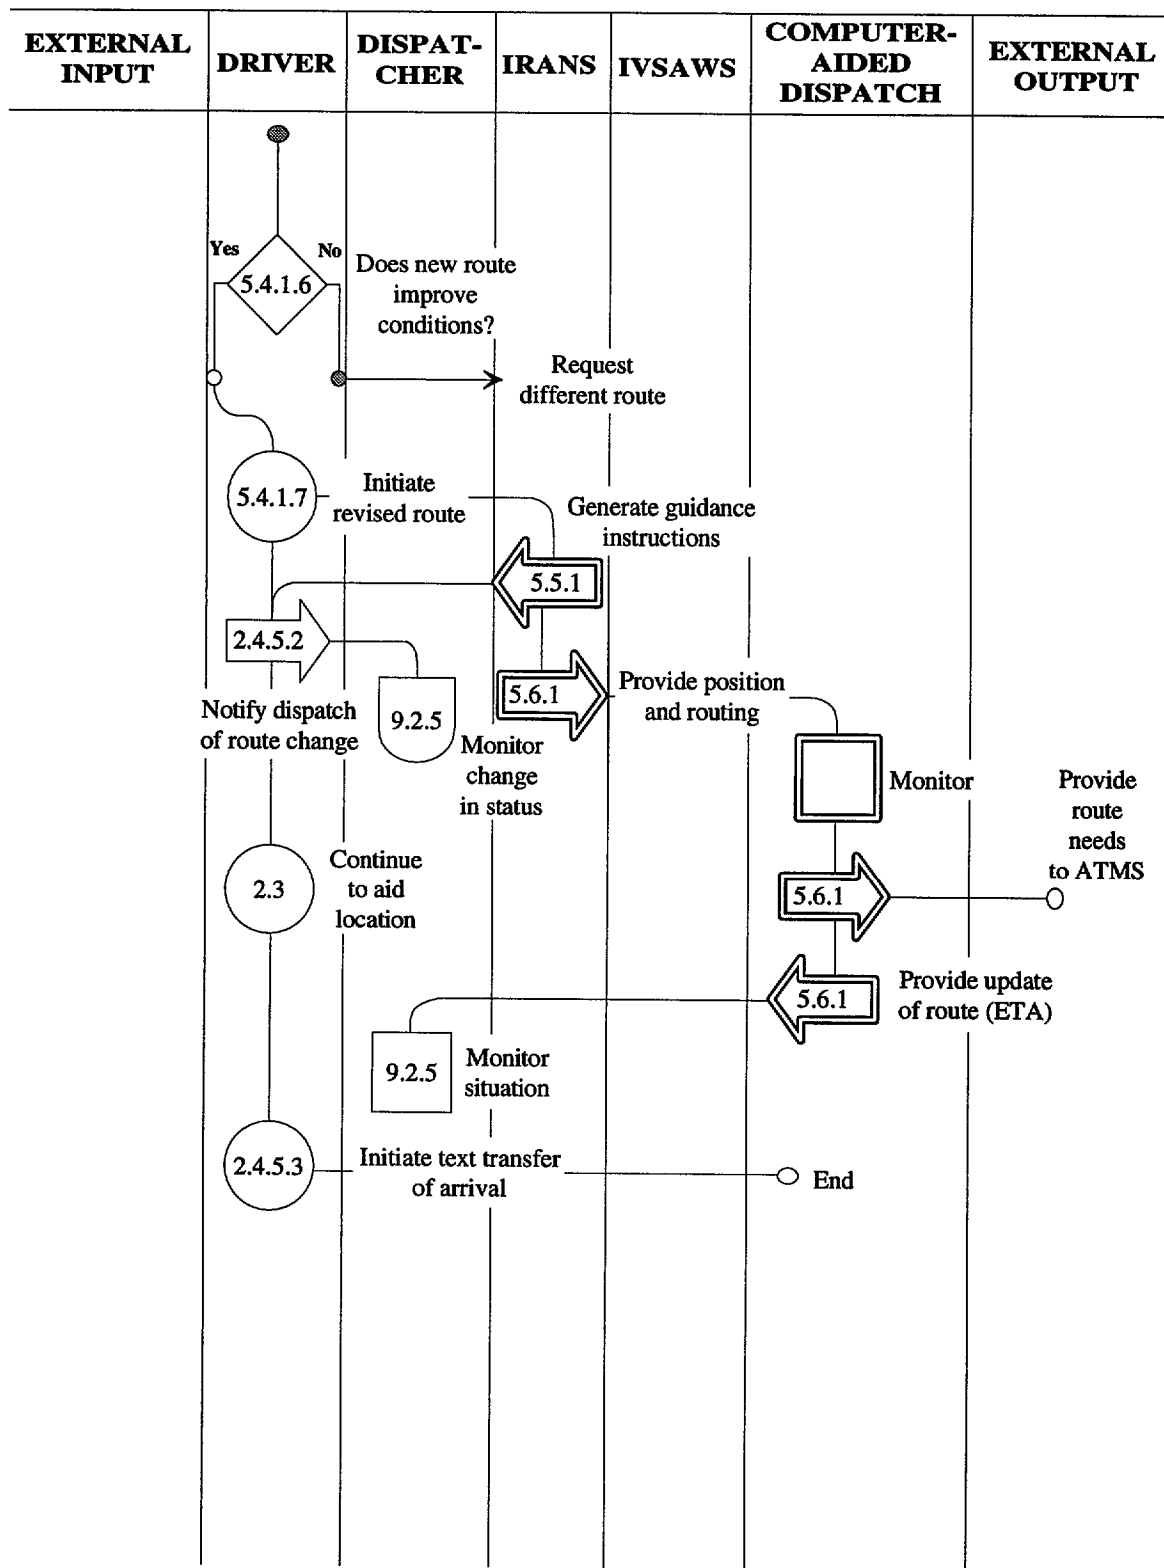 EXTERNAL
INPUT
DRIVER
DISPAT-
CHER
IRANS
IVSAWS
COMPUTER-
AIDED
DISPATCH
EXTERNAL
OUTPUT
Yes
No
5.4.1.6
Does new route
improve
conditions?
Request
different route
5.4.1.7
Initiate
revised route
Generate guidance
instructions
5.5.1
2.4.5.2
Notify dispatch
of route change
9.2.5
Monitor
change
in status
5.6.1
Provide position
and routing
Monitor
Provide
route
needs
to ATMS
2.3
Continue
to aid
location
5.6.1
5.6.1
Provide update
of route (ETA)
9.2.5
Monitor
situation
2.4.5.3
Initiate text transfer
of arrival
End